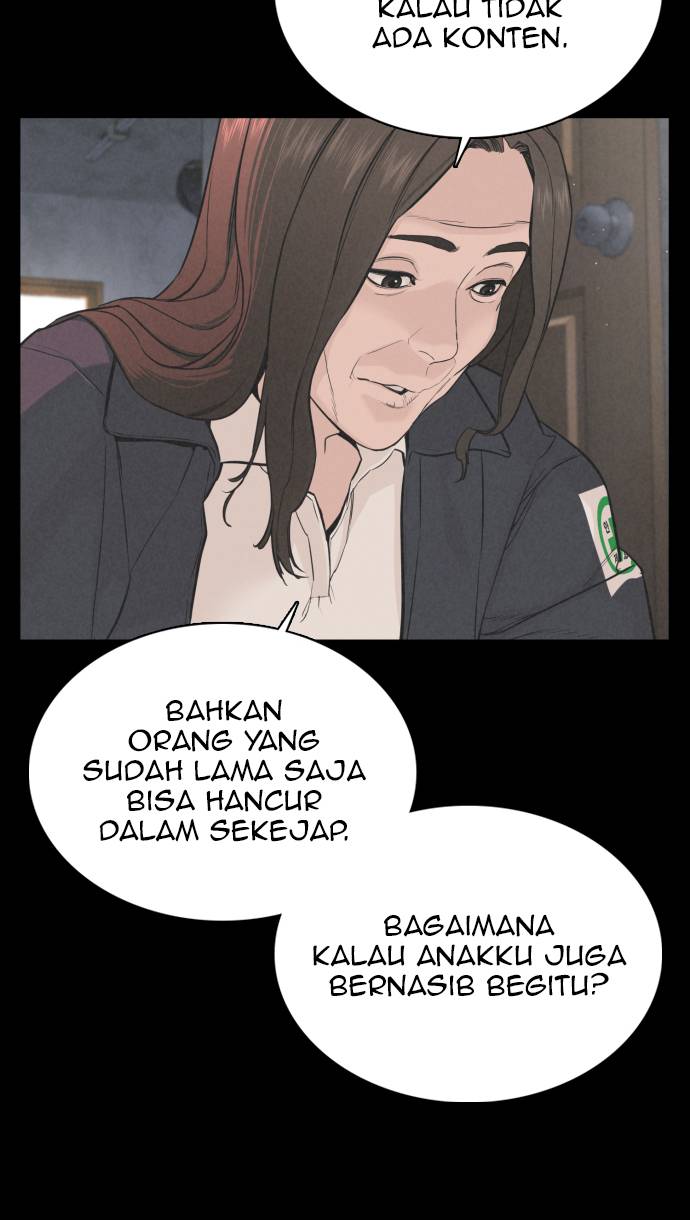 KALAU TIDAK
ADA KONTEN.
BAHKAN
ORANG YANG
SUDAH LAMA SAJA
BISA HANCUR
DALAM SEKEJAP.
BAGAIMANA
KALAU ANAKKU JUGA
BERNASIB BEGITU?